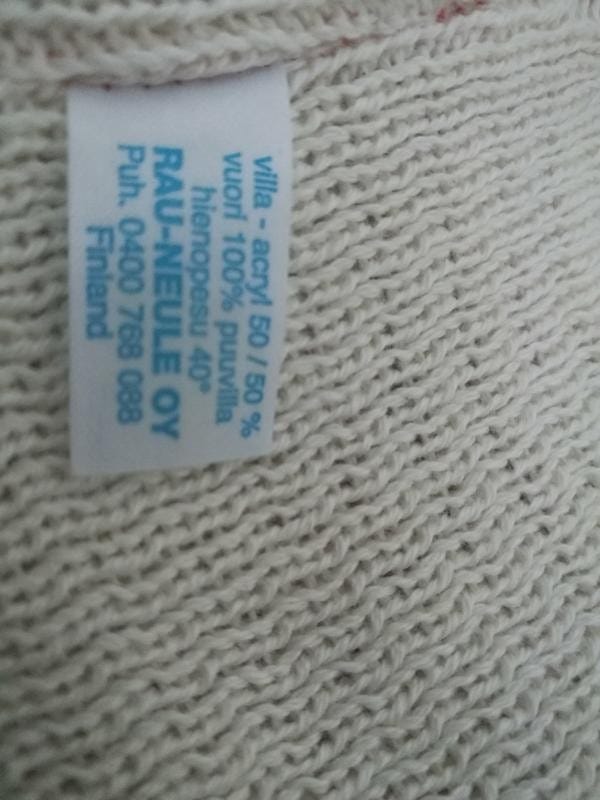 villa - acryl 50 / 50 %
vuori 100% puuvilla
hienopesu 40°
RAU-NEULE OY
Puh. 0400 768 088
Finland